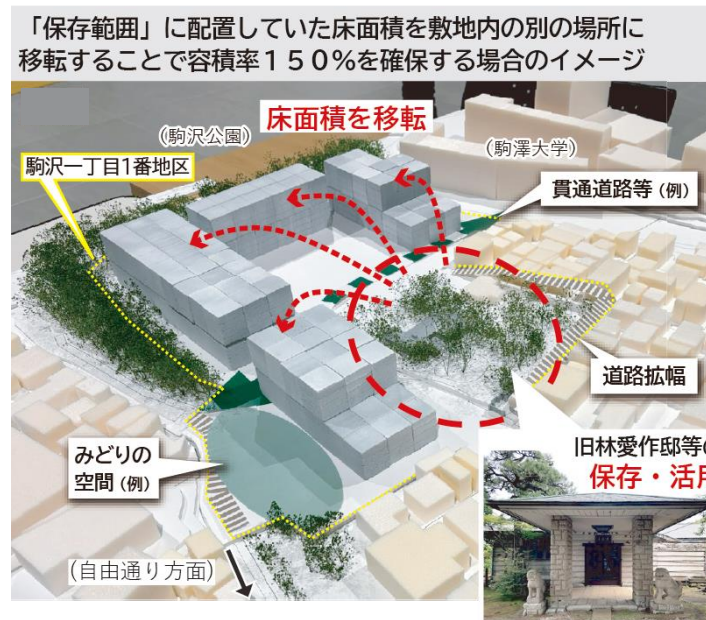 「保存範囲」に配置していた床面積を敷地内の別の場所に
移転することで容積率150％を確保する場合のイメージ
床面積を移転
(駒沢公園)
(駒澤大学)
駒沢一丁目1番地区
貫通道路等(例)
道路拡幅
みどりの
空間(例)
旧林愛作邸等の
保存・活用
(自由通り方面)